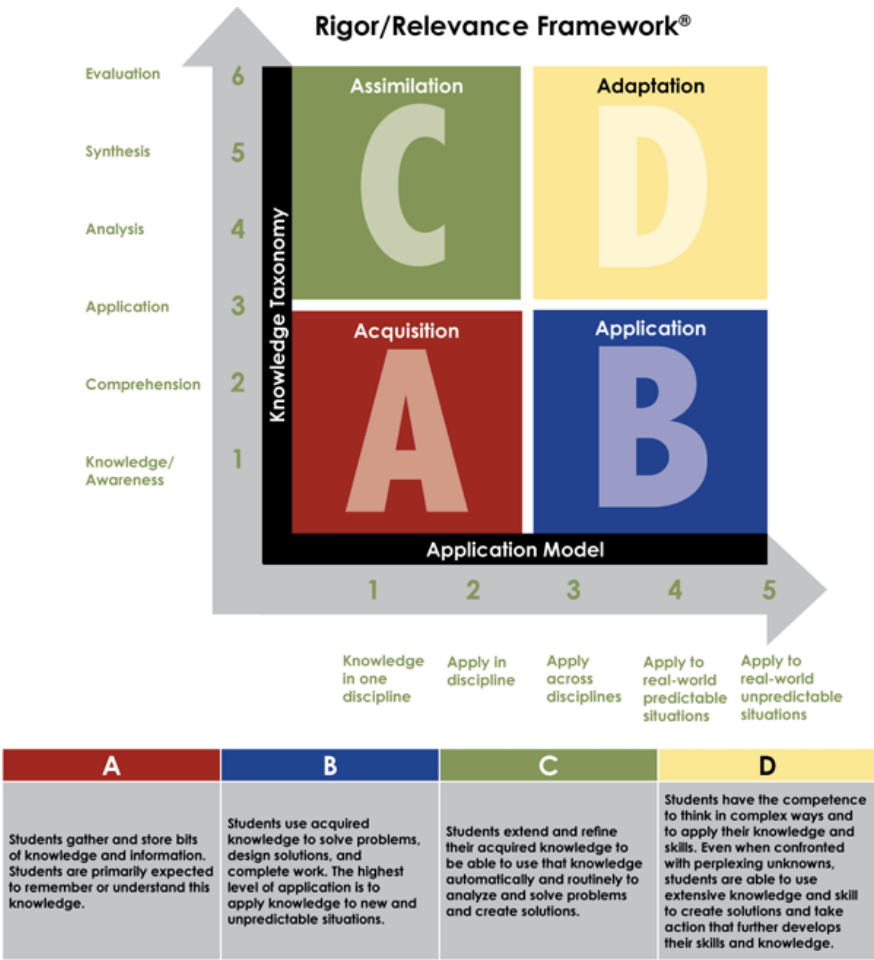 Rigor/Relevance Framework®
Evaluation 6
Synthesis 5
Analysis 4
Application 3
Comprehension 2
Knowledge/
Awareness
1
Knowledge Taxonomy
Assimilation
C
Adaptation
D
Acquisition
A
Application
B
Application Model
1 2 3 4 5
Knowledge
in one
discipline
Apply in
discipline
Apply
across
disciplines
Apply to
real-world
predictable
situations
Apply to
real-world
unpredictable
situations
A
Students gather and store bits
of knowledge and information.
Students are primarily expected
to remember or understand this
knowledge.
B
Students use acquired
knowledge to solve problems,
design solutions, and
complete work. The highest
level of application is to
apply knowledge to new and
unpredictable situations.
C
Students extend and refine
their acquired knowledge to
be able to use that knowledge
automatically and routinely to
analyze and solve problems
and create solutions.
D
Students have the competence
to think in complex ways and
to apply their knowledge and
skills. Even when confronted
with perplexing unknowns,
students are able to use
extensive knowledge and skill
to create solutions and take
action that further develops
their skills and knowledge.